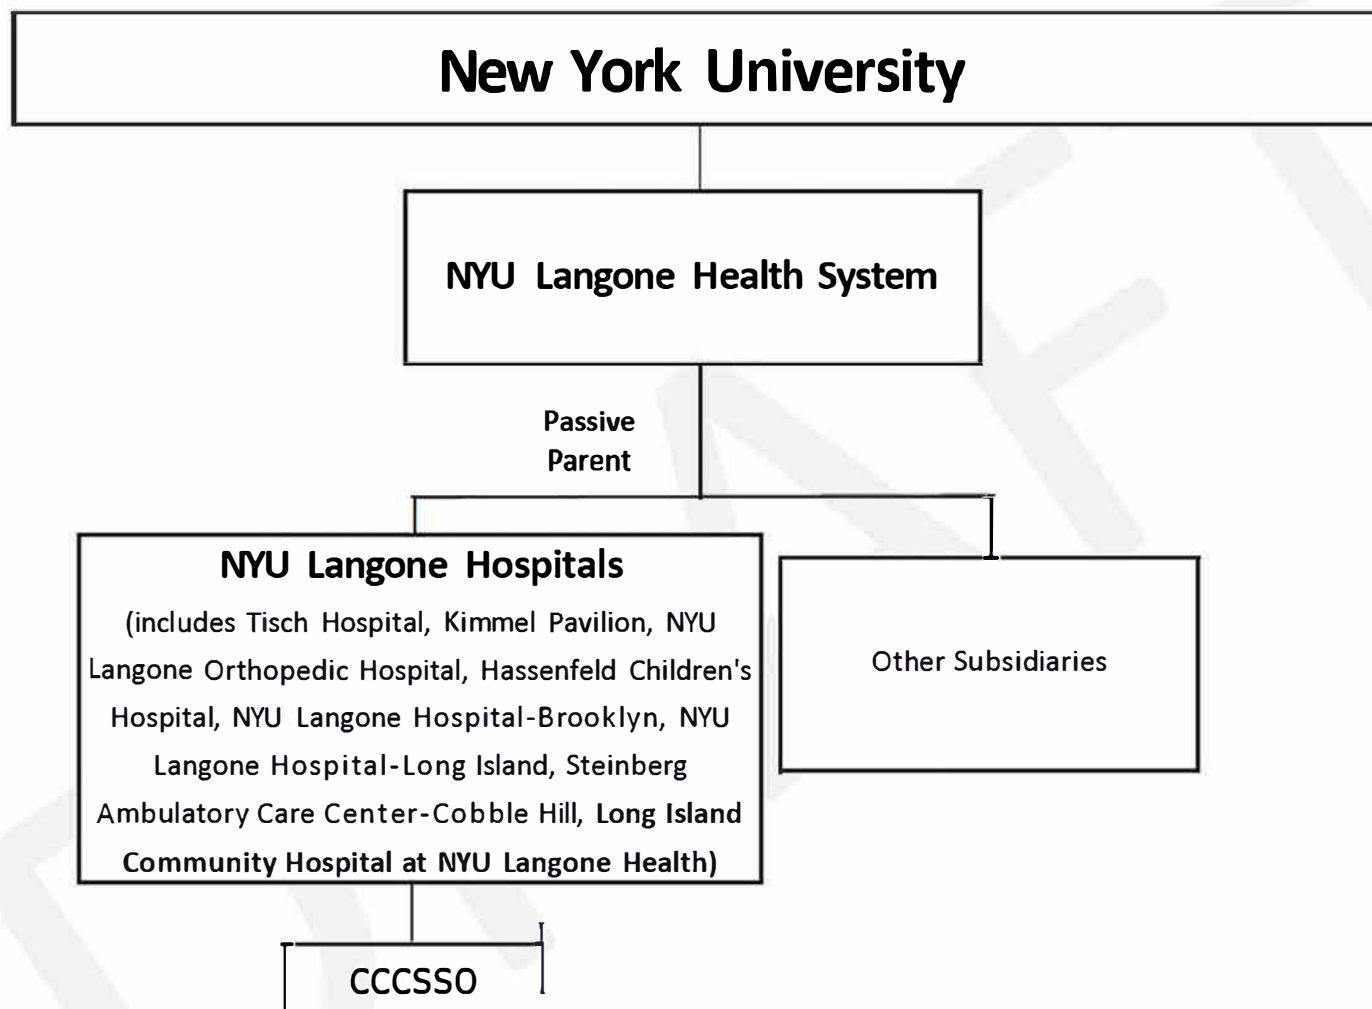 New York University
NYU Langone Health System
Passive
Parent
NYU Langone Hospitals
(includes Tisch Hospital, Kimmel Pavilion, NYU
Langone Orthopedic Hospital, Hassenfeld Children's
Hospital, NYU Langone Hospital-Brooklyn, NYU
Langone Hospital-Long Island, Steinberg
Ambulatory Care Center-Cobble Hill, Long Island
Community Hospital at NYU Langone Health)
Other Subsidiaries
CCCSSO